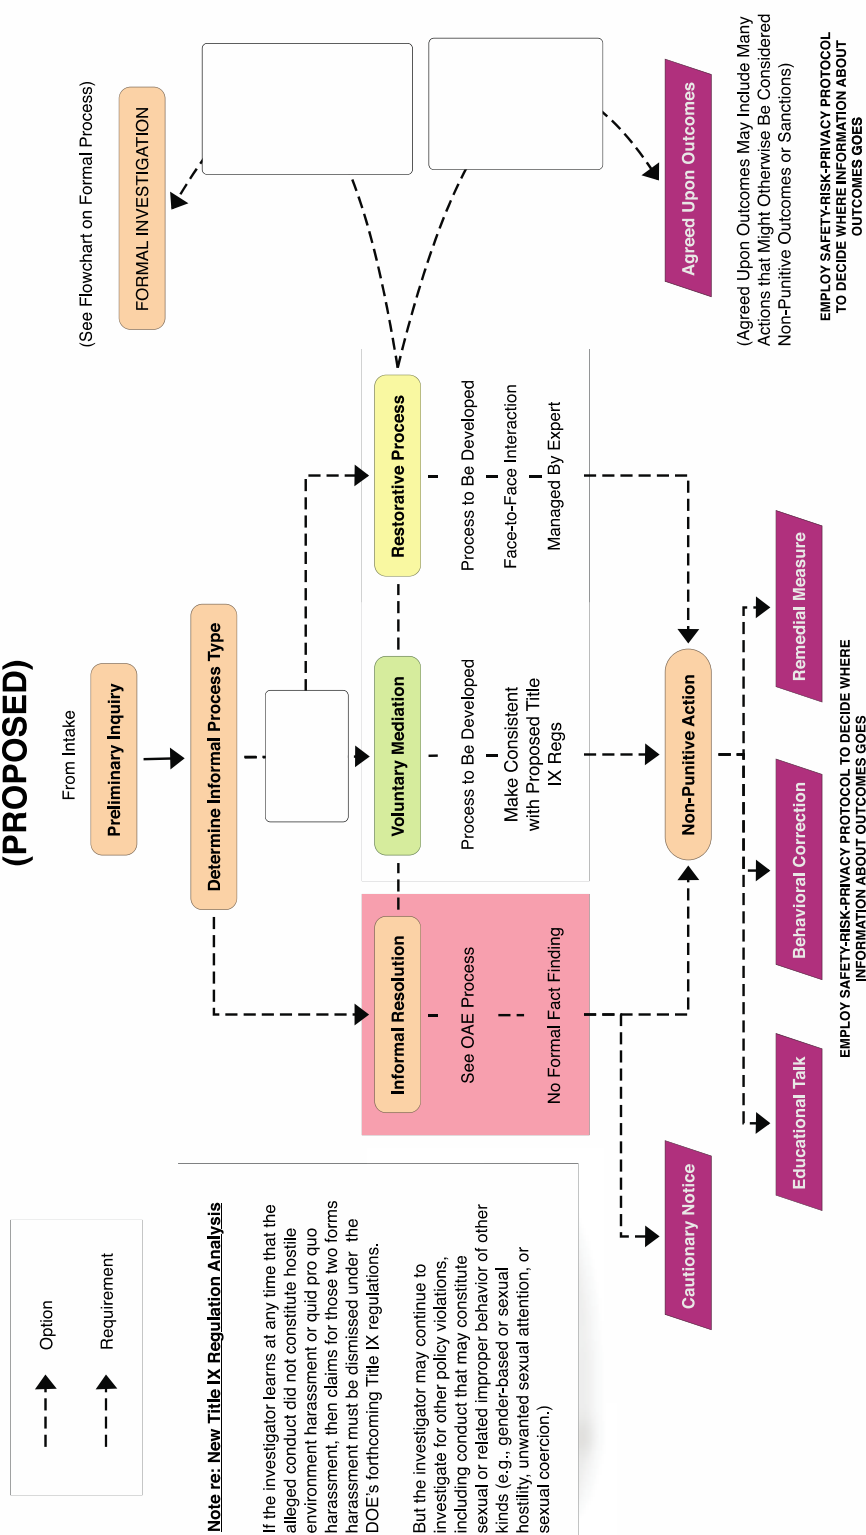 (PROPOSED)
From Intake
Preliminary Inquiry
Determine Informal Process Type
Option
Requirement
Note re: New Title IX Regulation Analysis
If the investigator learns at any time that the
alleged conduct did not constitute hostile
environment harassment or quid pro quo
harassment, then claims for those two forms
harassment must be dismissed under the
DOE's forthcoming Title IX regulations.
But the investigator may continue to
investigate for other policy violations,
including conduct that may constitute
sexual or related improper behavior of other
kinds (e.g., gender-based or sexual
hostility, unwanted sexual attention, or
sexual coercion.)
Informal Resolution
See OAE Process
No Formal Fact Finding
Voluntary Mediation
Process to Be Developed
Make Consistent
with Proposed Title
IX Regs
Restorative Process
Process to Be Developed
Face-to-Face Interaction
Managed By Expert
(See Flowchart on Formal Process)
FORMAL INVESTIGATION
Cautionary Notice
Non-Punitive Action
Agreed Upon Outcomes
(Agreed Upon Outcomes May Include Many
Actions that Might Otherwise Be Considered
Non-Punitive Outcomes or Sanctions)
EMPLOY SAFETY-RISK-PRIVACY PROTOCOL
TO DECIDE WHERE INFORMATION ABOUT
OUTCOMES GOES
Educational Talk
Behavioral Correction
Remedial Measure
EMPLOY SAFETY-RISK-PRIVACY PROTOCOL TO DECIDE WHERE
INFORMATION ABOUT OUTCOMES GOES